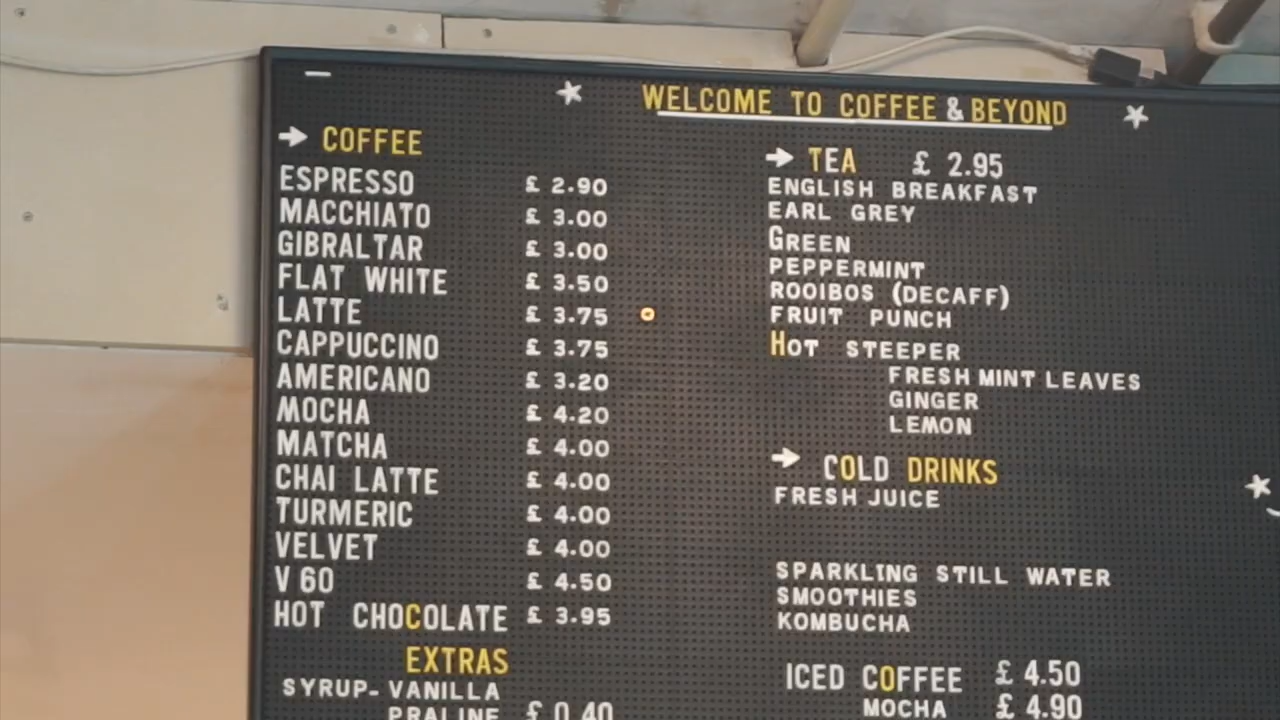 WELCOME TO COFFEE & BEYOND
COFFEE
ESPRESSO £ 2.90
MACCHIATO £ 3.00
GIBRALTAR £ 3.00
FLAT WHITE £ 3.50
LATTE £ 3.75
CAPPUCCINO £ 3.75
AMERICANO £ 3.20
MOCHA £ 4.20
MATCHA £ 4.00
CHAI LATTE £ 4.00
TURMERIC £ 4.00
VELVET £ 4.00
V 60 £ 4.50
HOT CHOCOLATE £ 3.95
EXTRAS
SYRUP- VANILLA
PRALINE £ 0.40
TEA £ 2.95
ENGLISH BREAKFAST
EARL GREY
GREEN
PEPPERMINT
ROOIBOS (DECAFF)
FRUIT PUNCH
HOT STEEPER
FRESH MINT LEAVES
GINGER
LEMON
COLD DRINKS
FRESH JUICE
SPARKLING STILL WATER
SMOOTHIES
KOMBUCHA
ICED COFFEE £ 4.50
MOCHA £ 4.90